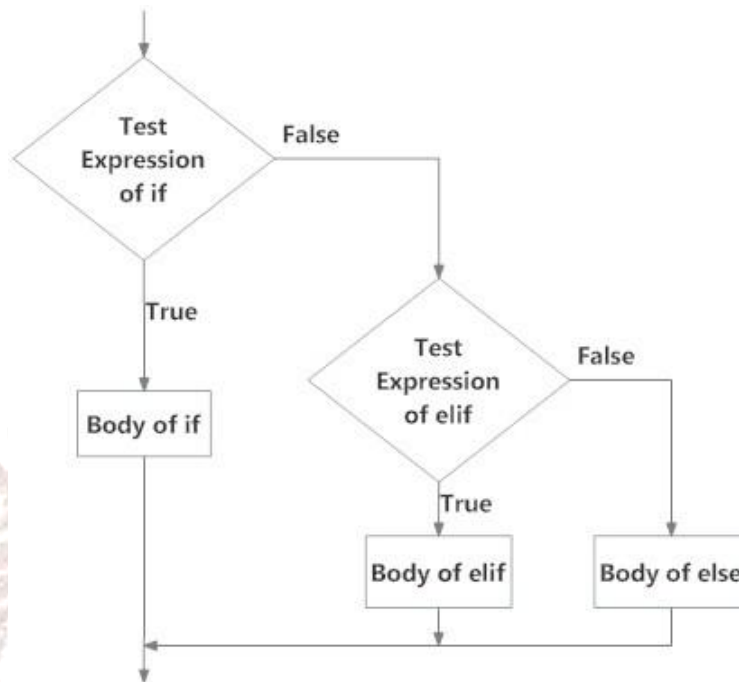 Test
Expression
of if
False
True
Body of if
Test
Expression
of elif
False
True
Body of elif
Body of else